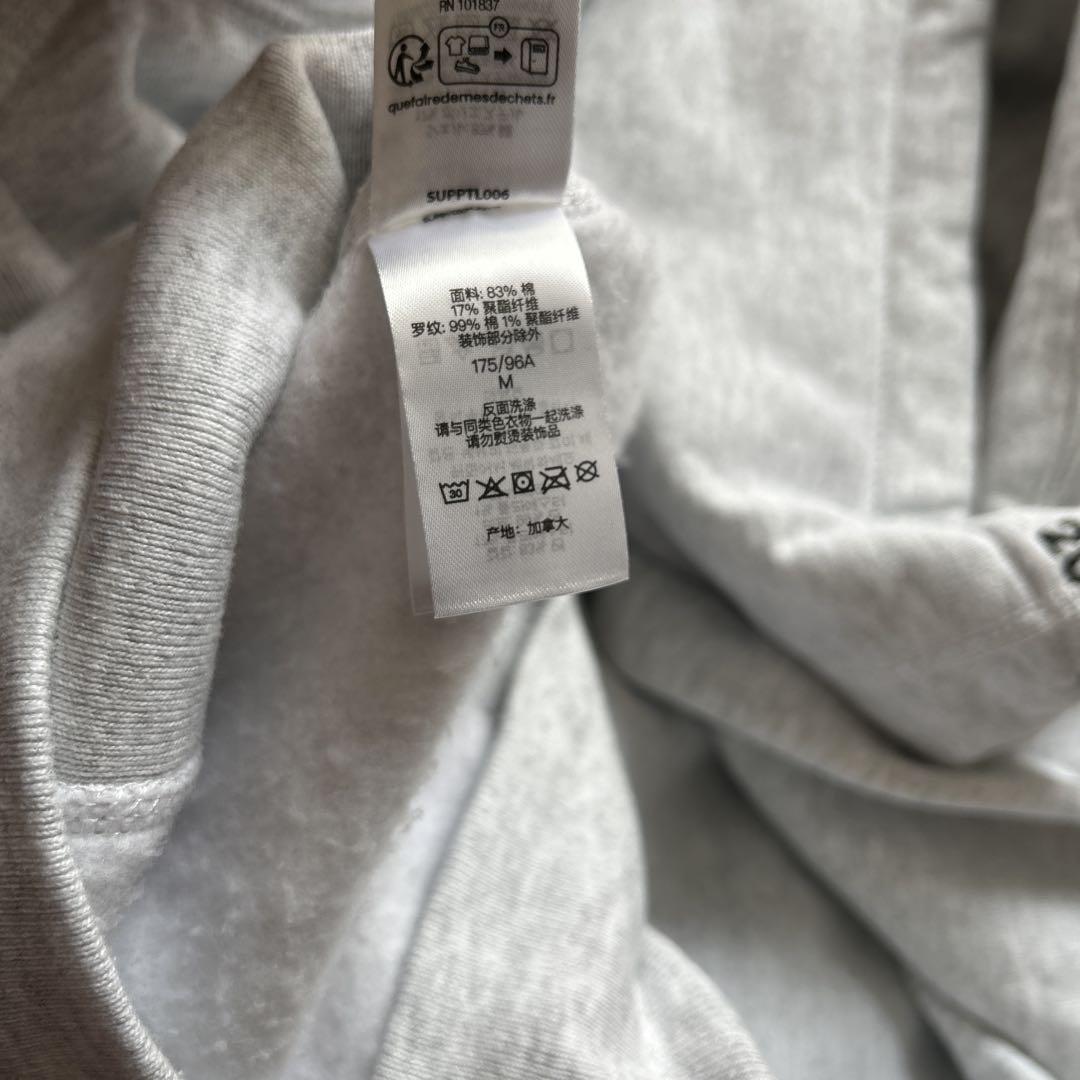 RN 101837
FR
quefairedemesdechets.fr
SUPPTL006
面料: 83% 棉
17% 聚酯纤维
罗纹: 99% 棉 1% 聚酯纤维
装饰部分除外
175/96A
M
反面洗涤
请与同类色衣物一起洗涤
请勿熨烫装饰品
30
产地: 加拿大